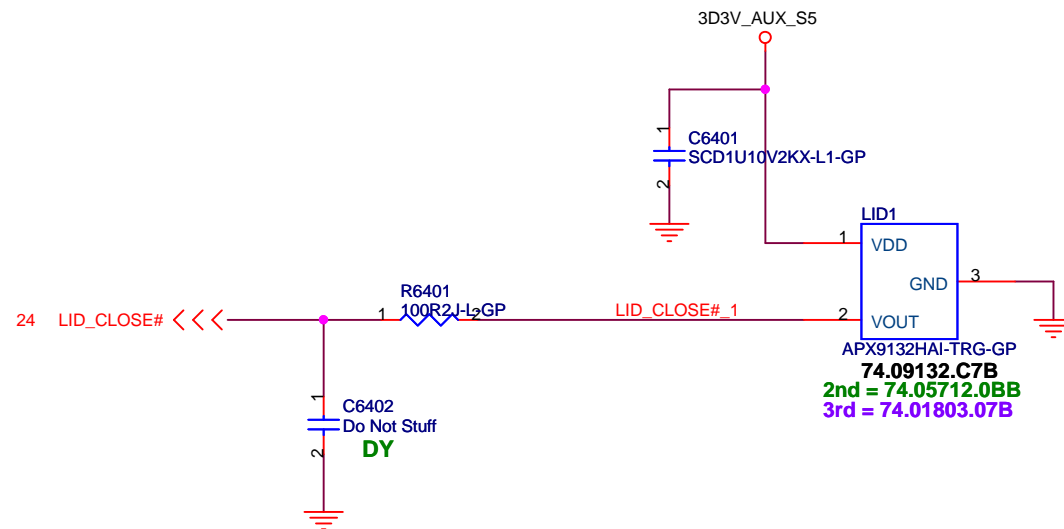 3D3V_AUX_S5
1
C6401
SCD1U10V2KX-L1-GP
2
LID1
1
VDD
GND
3
R6401
100R2J-L-GP
24
LID_CLOSE#
1
2
LID_CLOSE#_1
2
VOUT
APX9132HAI-TRG-GP
74.09132.C7B
2nd = 74.05712.0BB
3rd = 74.01803.07B
1
C6402
Do Not Stuff
DY
2